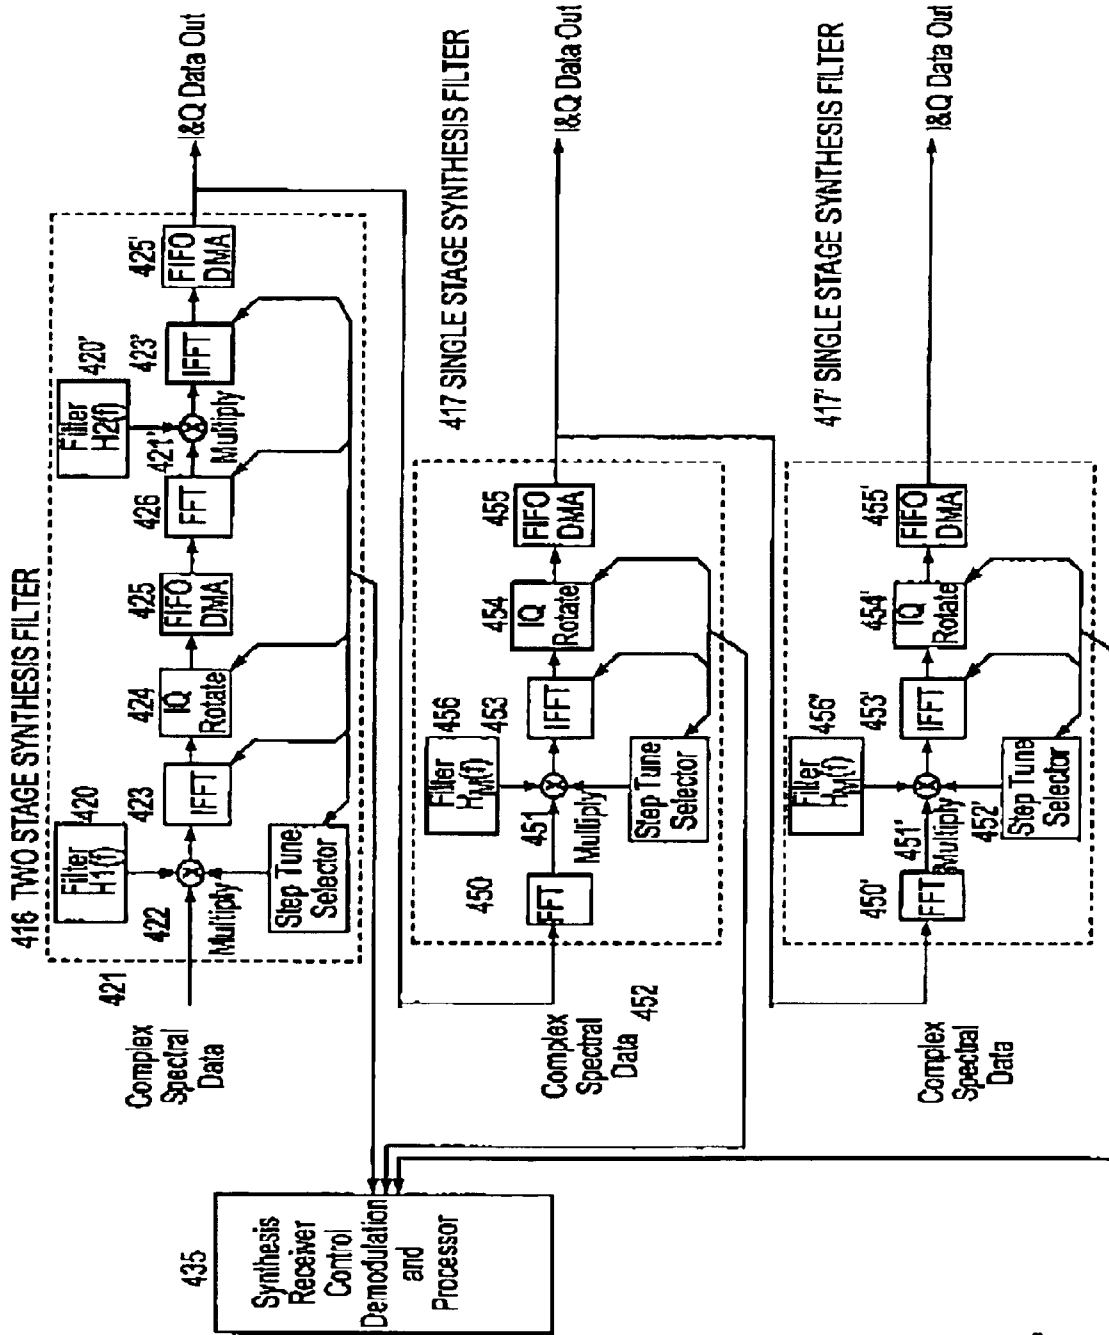 416 TWO STAGE SYNTHESIS FILTER
421
Complex
Spectral
Data
422
Multiply
420
Filter
H1(f)
Step Tune
Selector
423
IFFT
424
IQ
Rotate
425
FIFO
DMA
426
FFT
421'
Multiply
420'
Filter
H2(f)
423'
IFFT
425'
FIFO
DMA
I&Q Data Out
417 SINGLE STAGE SYNTHESIS FILTER
Complex
Spectral
Data
452
450
FFT
451
Multiply
456
Filter
HM(f)
Step Tune
Selector
453
IFFT
454
IQ
Rotate
455
FIFO
DMA
I&Q Data Out
417' SINGLE STAGE SYNTHESIS FILTER
Complex
Spectral
Data
450'
FFT
451'
Multiply
452'
456'
Filter
HM(f)
Step Tune
Selector
453'
IFFT
454'
IQ
Rotate
455'
FIFO
DMA
I&Q Data Out
435
Synthesis
Receiver
Control
Demodulation
and
Processor